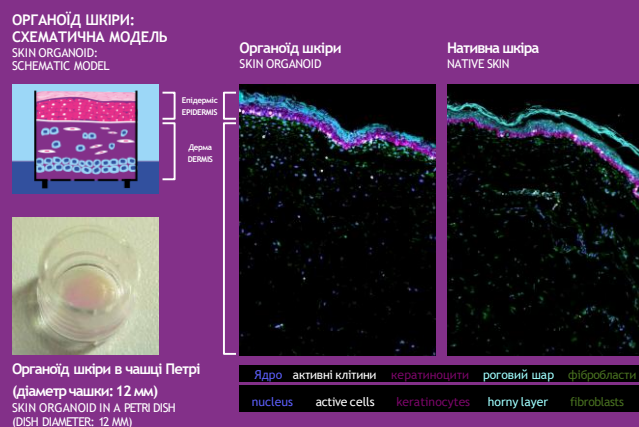 ОРГАНОЇД ШКІРИ:
СХЕМАТИЧНА МОДЕЛЬ
SKIN ORGANOID:
SCHEMATIC MODEL
Органоїд шкіри
SKIN ORGANOID
Нативна шкіра
NATIVE SKIN
Епідерміс
EPIDERMIS
Дерма
DERMIS
Органоїд шкіри в чашці Петрі
(діаметр чашки: 12 мм)
SKIN ORGANOID IN A PETRI DISH
(DISH DIAMETER: 12 MM)
Ядро активні клітини кератиноцити роговий шар фібробласти
nucleus active cells keratinocytes horny layer fibroblasts